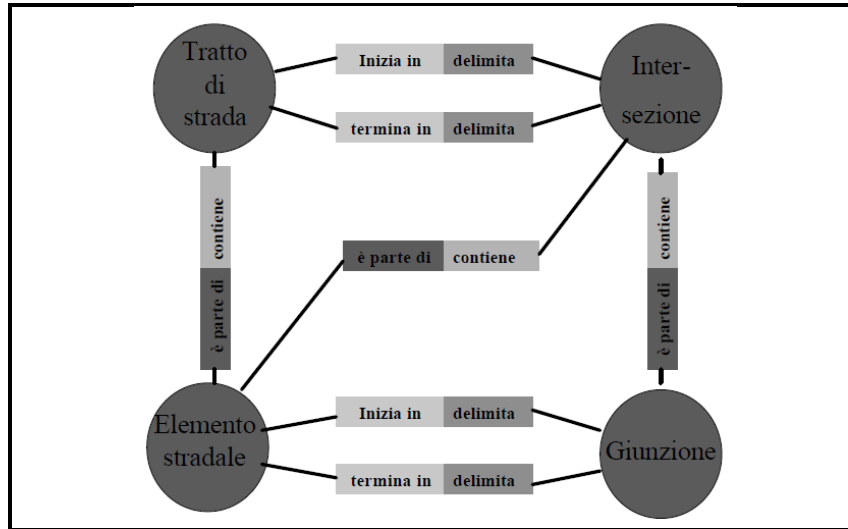 Tratto
di
strada
Inizia in delimita
termina in delimita
Inter-
sezione
contiene
è parte di
è parte di contiene
contiene
è parte di
Elemento
stradale
Inizia in delimita
termina in delimita
Giunzione